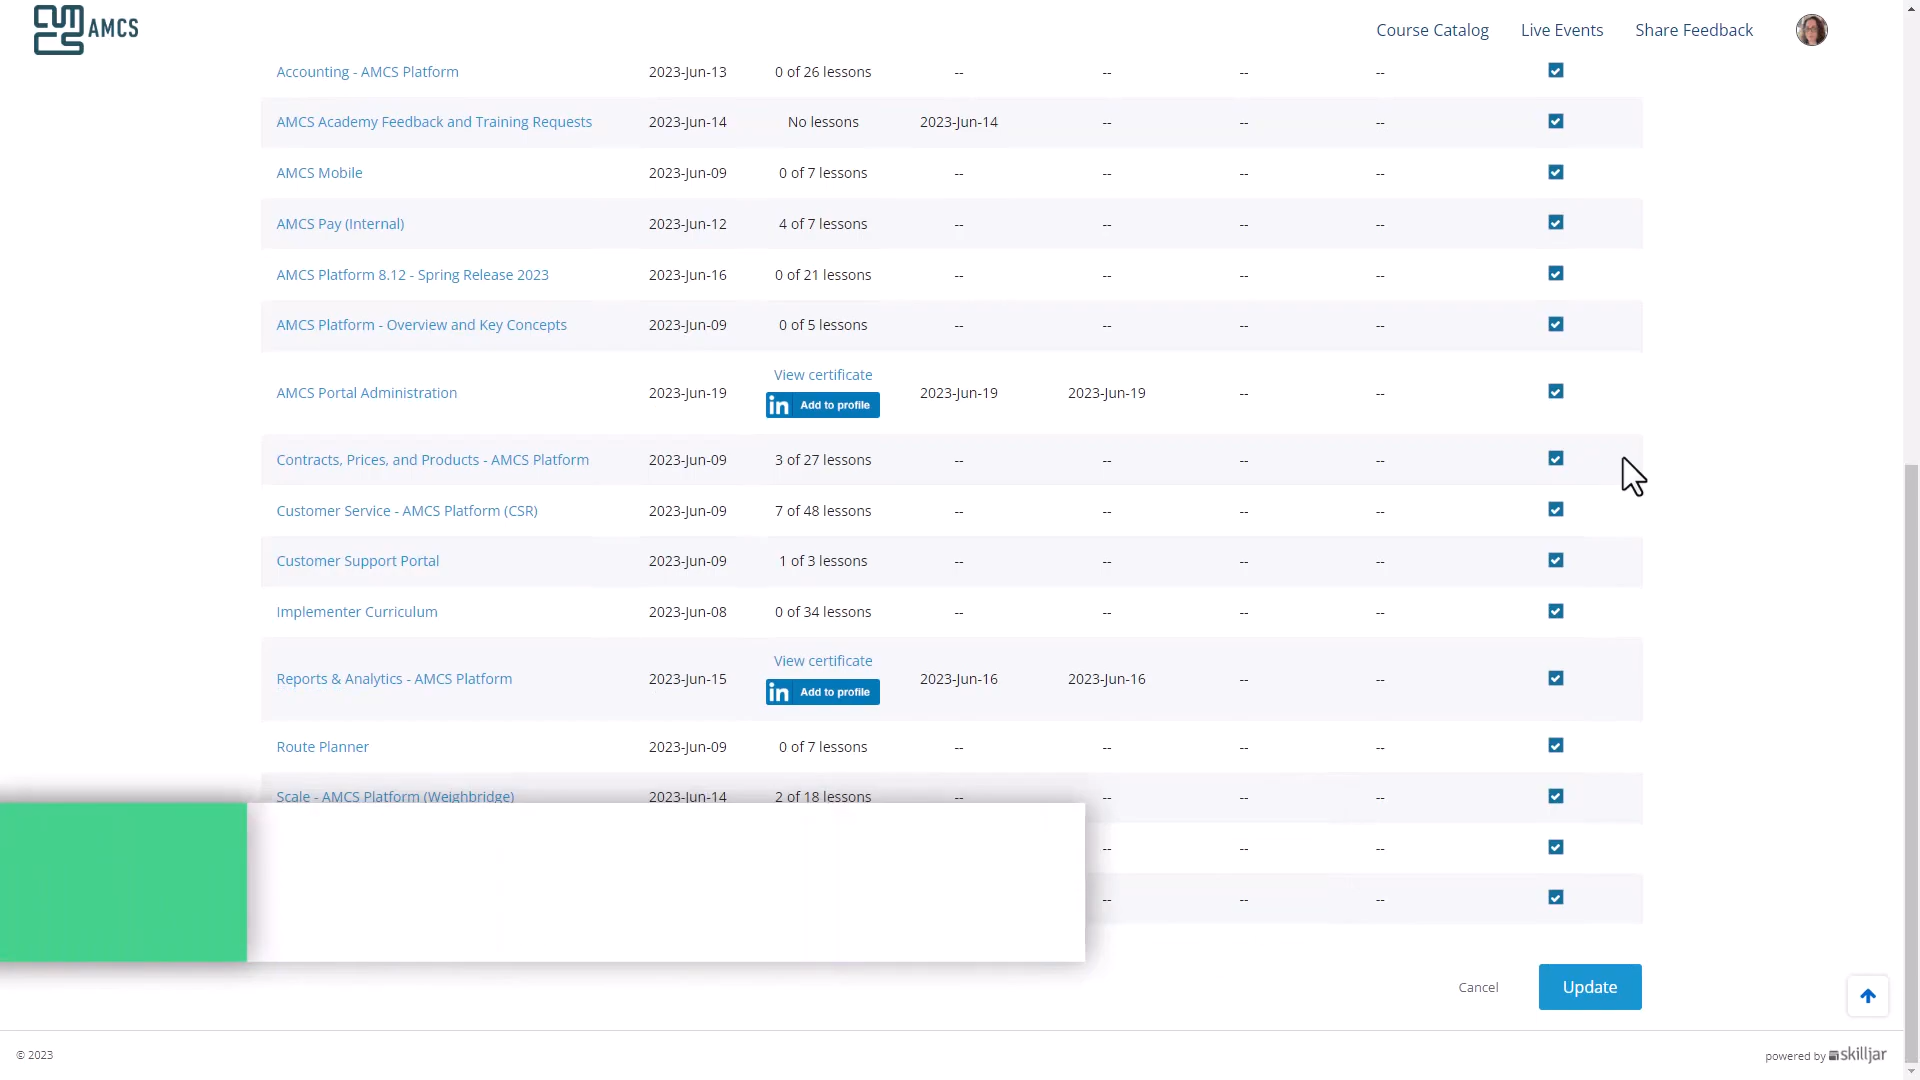 AMCS
Course Catalog Live Events Share Feedback
Accounting - AMCS Platform 2023-Jun-13 0 of 26 lessons -- -- -- --
AMCS Academy Feedback and Training Requests 2023-Jun-14 No lessons 2023-Jun-14 -- -- --
AMCS Mobile 2023-Jun-09 0 of 7 lessons -- -- -- --
AMCS Pay (Internal) 2023-Jun-12 4 of 7 lessons -- -- -- --
AMCS Platform 8.12 - Spring Release 2023 2023-Jun-16 0 of 21 lessons -- -- -- --
AMCS Platform - Overview and Key Concepts 2023-Jun-09 0 of 5 lessons -- -- -- --
View certificate
AMCS Portal Administration 2023-Jun-19 in Add to profile 2023-Jun-19 2023-Jun-19 -- --
Contracts, Prices, and Products - AMCS Platform 2023-Jun-09 3 of 27 lessons -- -- -- --
Customer Service - AMCS Platform (CSR) 2023-Jun-09 7 of 48 lessons -- -- -- --
Customer Support Portal 2023-Jun-09 1 of 3 lessons -- -- -- --
Implementer Curriculum 2023-Jun-08 0 of 34 lessons -- -- -- --
View certificate
Reports & Analytics - AMCS Platform 2023-Jun-15 in Add to profile 2023-Jun-16 2023-Jun-16 -- --
Route Planner 2023-Jun-09 0 of 7 lessons -- -- -- --
Scale - AMCS Platform (Weighbridge) 2023-Jun-14 2 of 18 lessons -- -- -- --
-- -- --
-- -- --
Cancel Update
© 2023 powered by skilljar